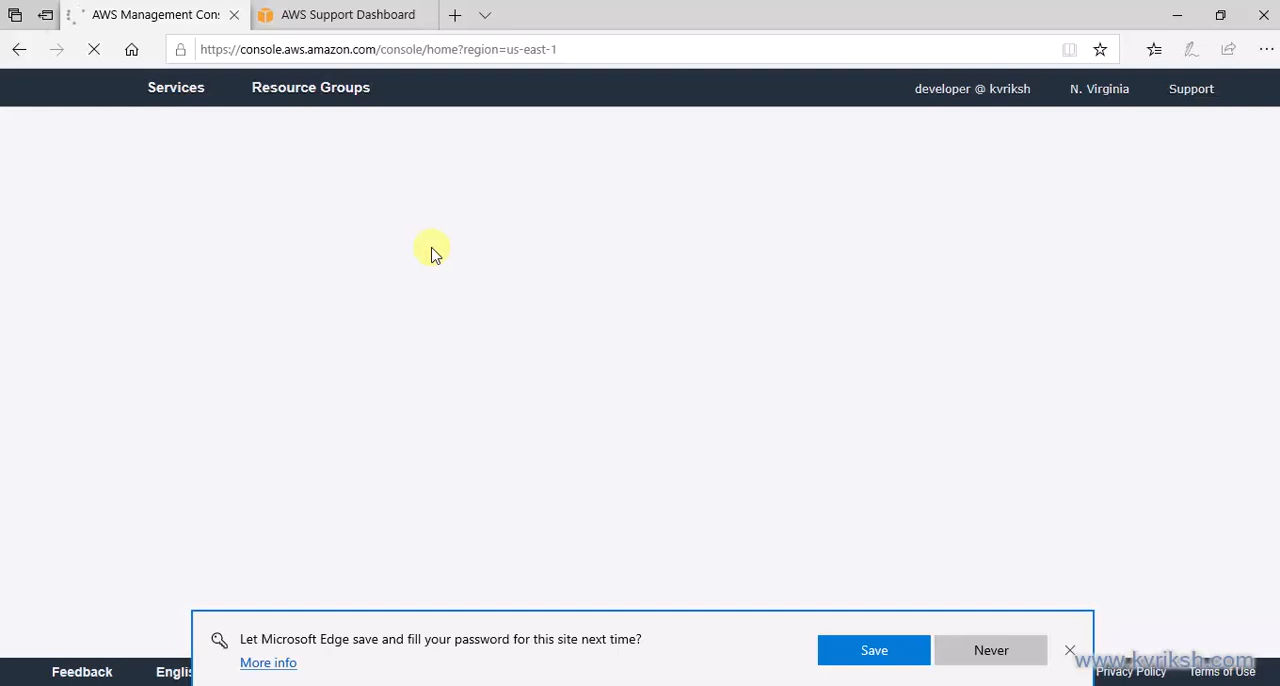 AWS Management Cons
AWS Support Dashboard
https://console.aws.amazon.com/console/home?region=us-east-1
Services
Resource Groups
developer @ kvriksh
N. Virginia
Support
Let Microsoft Edge save and fill your password for this site next time?
More info
Save
Never
www.kvriksh.com
Feedback
Englis
Privacy Policy
Terms of Use